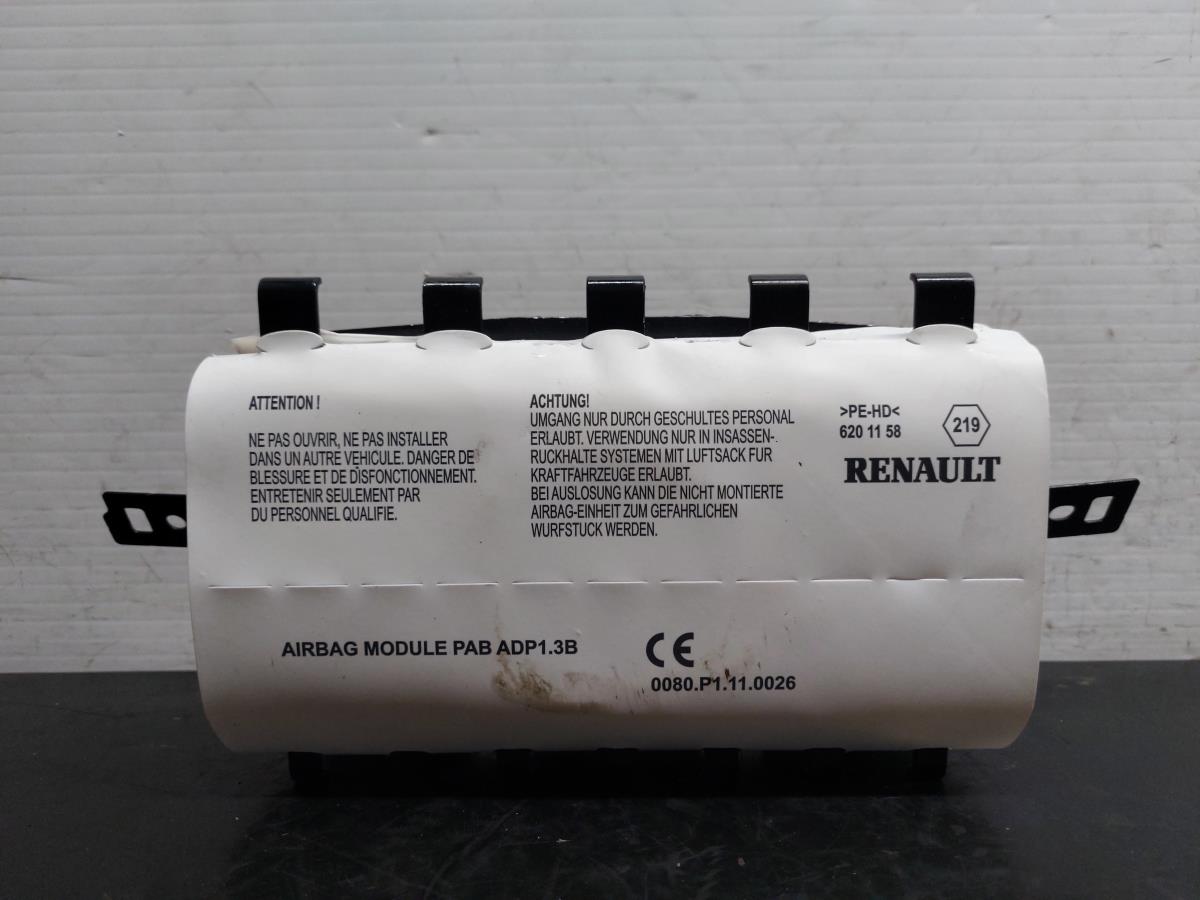 ATTENTION !
NE PAS OUVRIR, NE PAS INSTALLER
DANS UN AUTRE VEHICULE. DANGER DE
BLESSURE ET DE DISFONCTIONNEMENT.
ENTRETENIR SEULEMENT PAR
DU PERSONNEL QUALIFIE.
ACHTUNG!
UMGANG NUR DURCH GESCHULTES PERSONAL
ERLAUBT. VERWENDUNG NUR IN INSASSEN-
RUCKHALTE SYSTEMEN MIT LUFTSACK FUR
KRAFTFAHRZEUGE ERLAUBT.
BEI AUSLOSUNG KANN DIE NICHT MONTIERTE
AIRBAG-EINHEIT ZUM GEFAHRLICHEN
WURFSTUCK WERDEN.
>PE-HD<
620 11 58
219
RENAULT
AIRBAG MODULE PAB ADP1.3B
CE
0080.P1.11.0026